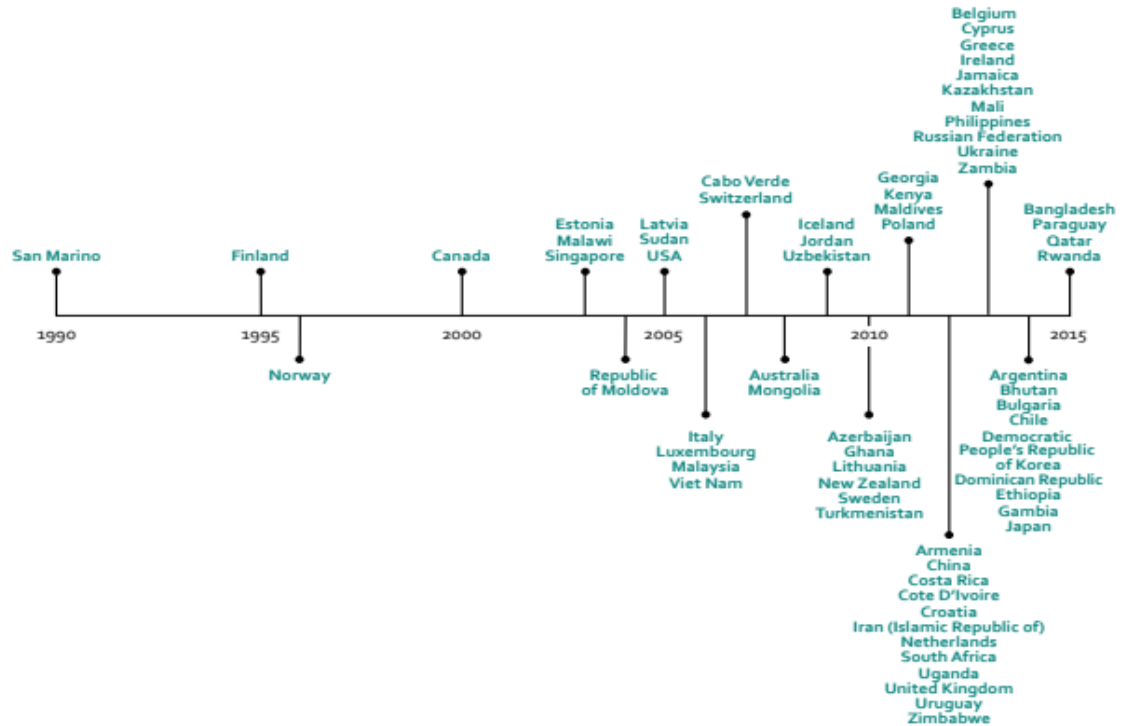 Belgium
Cyprus
Greece
Ireland
Jamaica
Kazakhstan
Mali
Philippines
Russian Federation
Ukraine
Zambia
Cabo Verde
Switzerland
Georgia
Kenya
Maldives
Poland
San Marino
Finland
Canada
Estonia
Malawi
Singapore
Latvia
Sudan
USA
Iceland
Jordan
Uzbekistan
Bangladesh
Paraguay
Qatar
Rwanda
1990
1995
2000
2005
2010
2015
Norway
Republic
of Moldova
Australia
Mongolia
Argentina
Bhutan
Bulgaria
Chile
Democratic
People's Republic
of Korea
Dominican Republic
Ethiopia
Gambia
Japan
Italy
Luxembourg
Malaysia
Viet Nam
Azerbaijan
Ghana
Lithuania
New Zealand
Sweden
Turkmenistan
Armenia
China
Costa Rica
Cote D'Ivoire
Croatia
Iran (Islamic Republic of)
Netherlands
South Africa
Uganda
United Kingdom
Uruguay
Zimbabwe